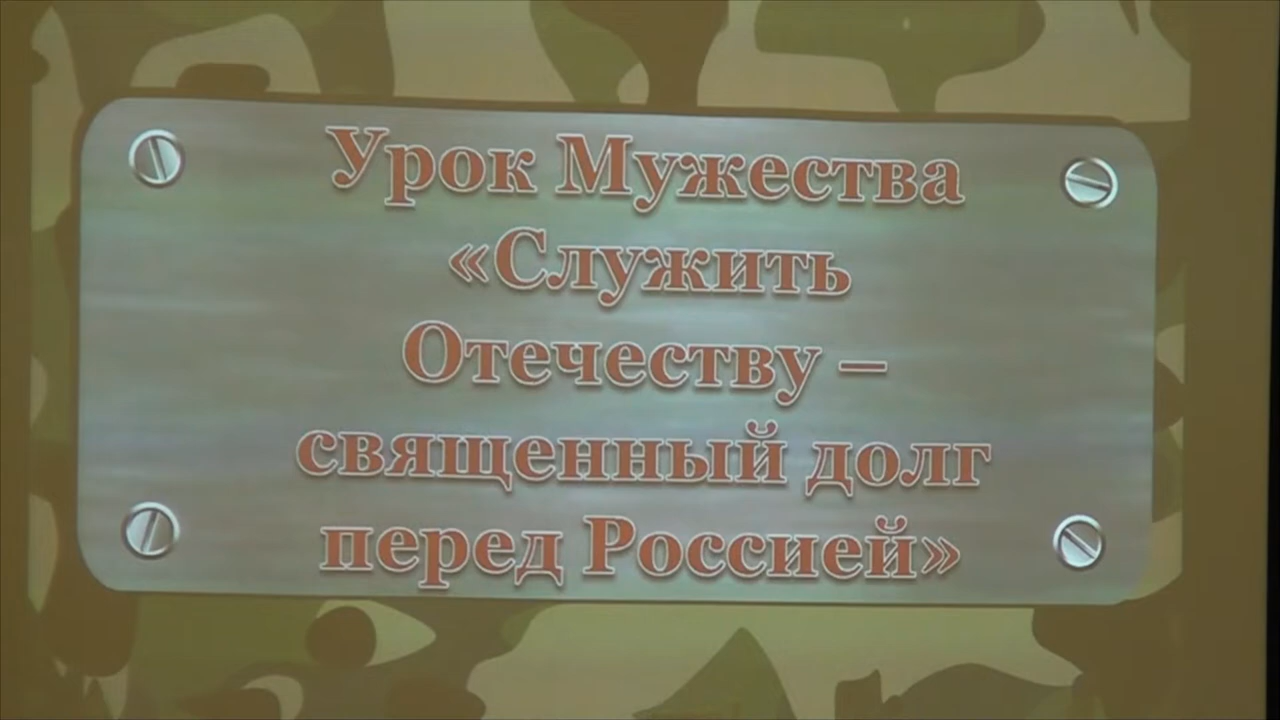 Урок Мужества
«Служить
Отечеству –
священный долг
перед Россией»